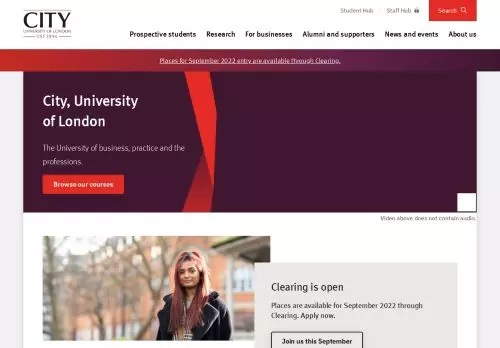 CITY
UNIVERSITY OF LONDON
EST 1894
Student Hub
Staff Hub
Search
Prospective students
Research
For businesses
Alumni and supporters
News and events
About us
Places for September 2022 entry are available through Clearing.
City, University
of London
The University of business, practice and the
professions.
Browse our courses
Video above does not contain audio.
Clearing is open
Places are available for September 2022 through
Clearing. Apply now.
Join us this September